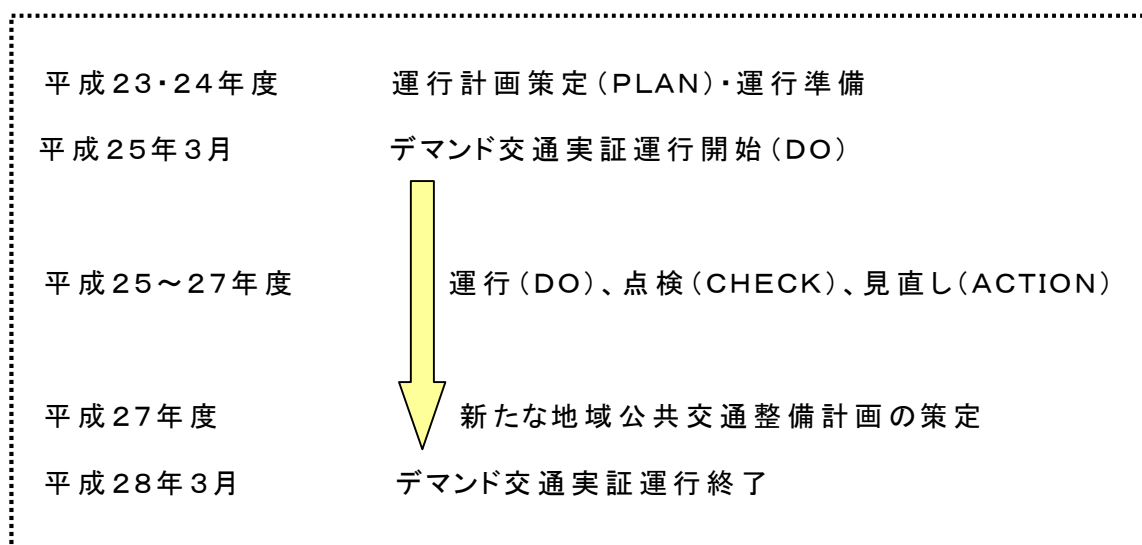 平成23・24年度　運行計画策定(PLAN)・運行準備
平成25年3月　デマンド交通実証運行開始(DO)
平成25～27年度　運行(DO)、点検(CHECK)、見直し(ACTION)
平成27年度　新たな地域公共交通整備計画の策定
平成28年3月　デマンド交通実証運行終了